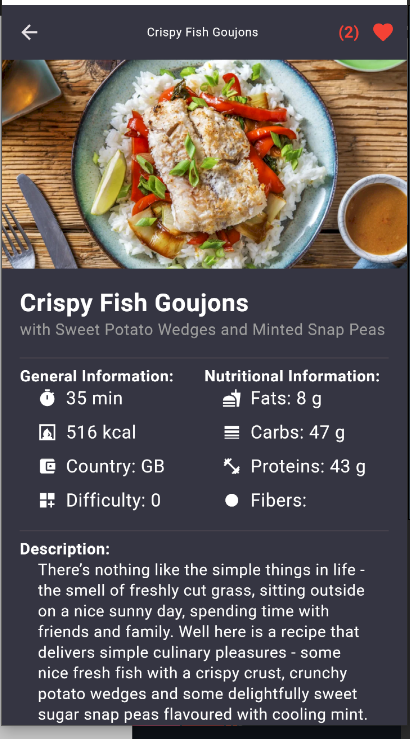 Crispy Fish Goujons
(2)
Crispy Fish Goujons
with Sweet Potato Wedges and Minted Snap Peas
General Information:
Nutritional Information:
35 min
Fats: 8 g
516 kcal
Carbs: 47 g
Country: GB
Proteins: 43 g
Difficulty: 0
Fibers:
Description:
There's nothing like the simple things in life -
the smell of freshly cut grass, sitting outside
on a nice sunny day, spending time with
friends and family. Well here is a recipe that
delivers simple culinary pleasures - some
nice fresh fish with a crispy crust, crunchy
potato wedges and some delightfully sweet
sugar snap peas flavoured with cooling mint.